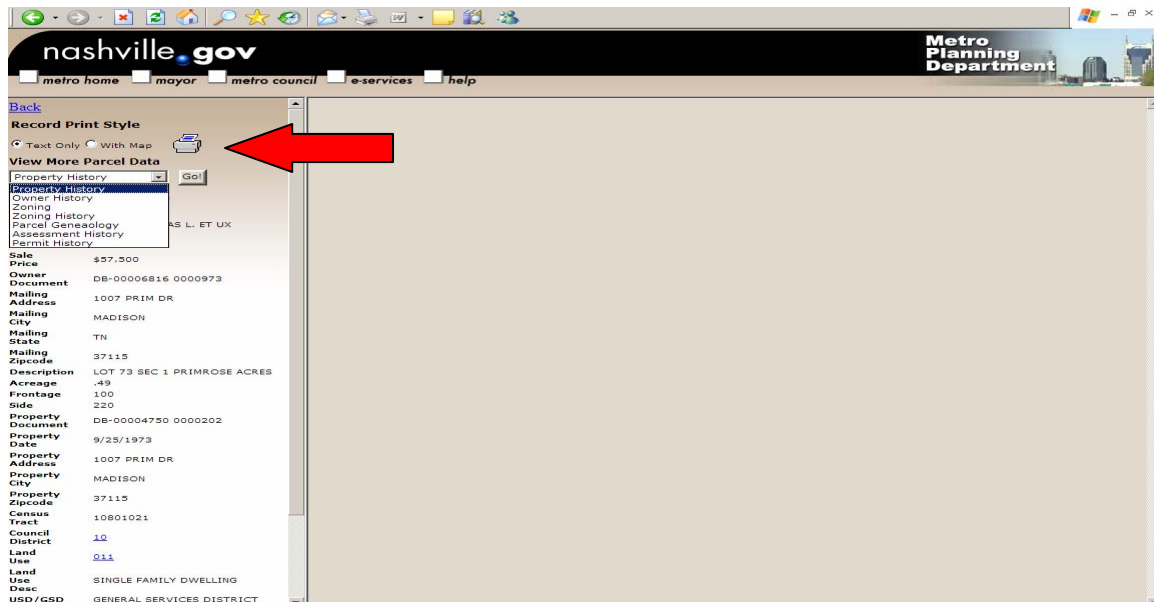 nashville.gov
Metro
Planning
Department
metro home mayor metro council e-services help
Back
Record Print Style
Text Only With Map
View More Parcel Data
Property History Go!
Property History
Owner History
Zoning
Zoning History
Parcel Geneaology
AS L. ET UX
Assessment History
Permit History
Sale Price $57,500
Owner Document DB-00006816 0000973
Mailing Address 1007 PRIM DR
Mailing City MADISON
Mailing State TN
Mailing Zipcode 37115
Description LOT 73 SEC 1 PRIMROSE ACRES
Acreage .49
Frontage 100
Side 220
Property Document DB-00004750 0000202
Property Date 9/25/1973
Property Address 1007 PRIM DR
Property City MADISON
Property Zipcode 37115
Census Tract 10801021
Council District 10
Land Use 011
Land Use Desc SINGLE FAMILY DWELLING
USD/GSD GENERAL SERVICES DISTRICT